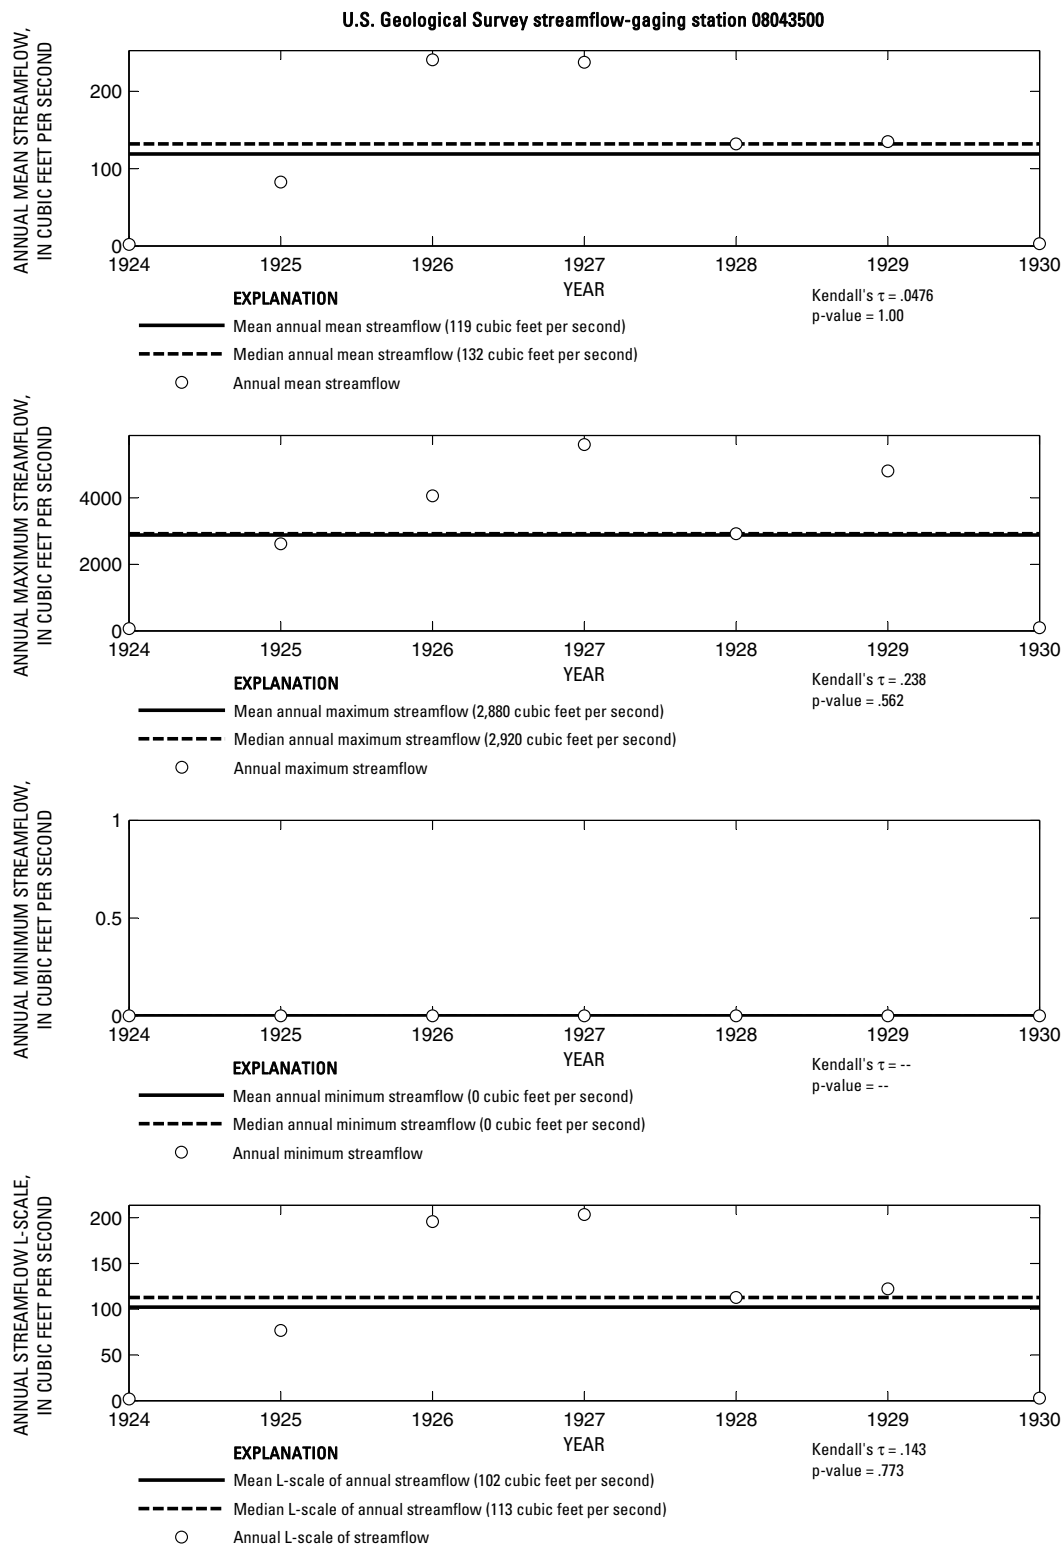 U.S. Geological Survey streamflow-gaging station 08043500
ANNUAL MEAN STREAMFLOW,
IN CUBIC FEET PER SECOND
200
100
0
1924 1925 1926 1927 1928 1929 1930
YEAR
EXPLANATION
Mean annual mean streamflow (119 cubic feet per second)
Median annual mean streamflow (132 cubic feet per second)
Annual mean streamflow
Kendall's τ = .0476
p-value = 1.00
ANNUAL MAXIMUM STREAMFLOW,
IN CUBIC FEET PER SECOND
4000
2000
0
1924 1925 1926 1927 1928 1929 1930
YEAR
EXPLANATION
Mean annual maximum streamflow (2,880 cubic feet per second)
Median annual maximum streamflow (2,920 cubic feet per second)
Annual maximum streamflow
Kendall's τ = .238
p-value = .562
ANNUAL MINIMUM STREAMFLOW,
IN CUBIC FEET PER SECOND
1
0.5
0
1924 1925 1926 1927 1928 1929 1930
YEAR
EXPLANATION
Mean annual minimum streamflow (0 cubic feet per second)
Median annual minimum streamflow (0 cubic feet per second)
Annual minimum streamflow
Kendall's τ = --
p-value = --
ANNUAL STREAMFLOW L-SCALE,
IN CUBIC FEET PER SECOND
200
150
100
50
0
1924 1925 1926 1927 1928 1929 1930
YEAR
EXPLANATION
Mean L-scale of annual streamflow (102 cubic feet per second)
Median L-scale of annual streamflow (113 cubic feet per second)
Annual L-scale of streamflow
Kendall's τ = .143
p-value = .773